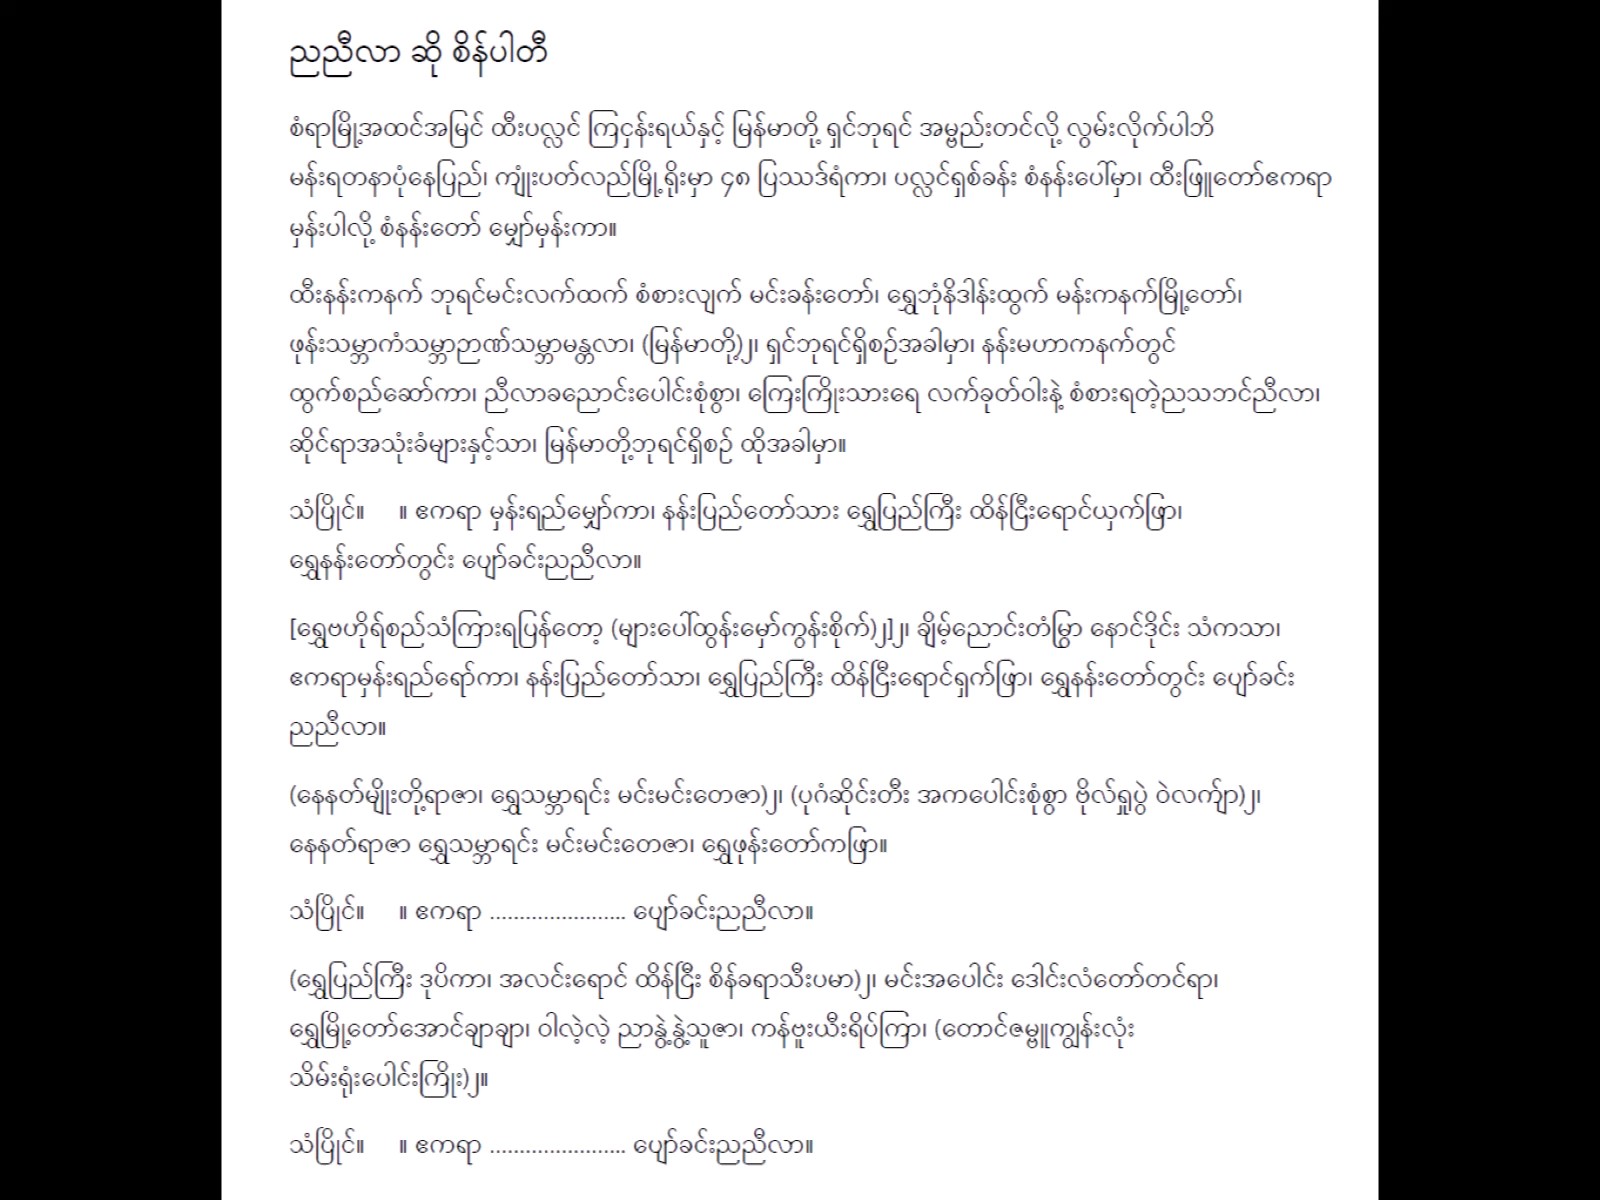 ညညီလာ ဆို စိန်ပါတီ
စံရာမြို့အထင်အမြင် ထီးပလ္လင် ကြငှန်းရယ်နှင့် မြန်မာတို့ ရှင်ဘုရင် အမ္ဗည်းတင်လို့ လွမ်းလိုက်ပါဘိ
မန်းရတနာပုံနေပြည်၊ ကျုံးပတ်လည်မြို့ရိုးမှာ ၄၈ ပြဿဒ်ရံကာ၊ ပလ္လင်ရှစ်ခန်း စံနန်းပေါ်မှာ၊ ထီးဖြူတော်ဧကရာ
မှန်းပါလို့ စံနန်းတော် မျှော်မှန်းကာ။
ထီးနန်းကနက် ဘုရင်မင်းလက်ထက် စံစားလျက် မင်းခန်းတော်၊ ရွှေဘုံနိဒါန်းထွက် မန်းကနက်မြို့တော်၊
ဖုန်းသမ္ဘာကံသမ္ဘာဉာဏ်သမ္ဘာမန္တလာ၊ (မြန်မာတို့)၂၊ ရှင်ဘုရင်ရှိစဉ်အခါမှာ၊ နန်းမဟာကနက်တွင်
ထွက်စည်ဆော်ကာ၊ ညီလာခညောင်းပေါင်းစုံစွာ၊ ကြေးကြိုးသားရေ လက်ခုတ်ဝါးနဲ့ စံစားရတဲ့ညသဘင်ညီလာ၊
ဆိုင်ရာအသုံးခံများနှင့်သာ၊ မြန်မာတို့ဘုရင်ရှိစဉ် ထိုအခါမှာ။
သံပြိုင်။ ။ ဧကရာ မှန်းရည်မျှော်ကာ၊ နန်းပြည်တော်သား ရွှေပြည်ကြီး ထိန်ငြီးရောင်ယှက်ဖြာ၊
ရွှေနန်းတော်တွင်း ပျော်ခင်းညညီလာ။
[ရွှေဗဟိုရ်စည်သံကြားရပြန်တော့ (များပေါ်ထွန်းမှော်ကွန်းစိုက်)၂]၂၊ ချိမ့်ညောင်းတံမြွာ နောင်ဒိုင်း သံကသာ၊
ဧကရာမှန်းရည်ရော်ကာ၊ နန်းပြည်တော်သာ၊ ရွှေပြည်ကြီး ထိန်ငြီးရောင်ရှက်ဖြာ၊ ရွှေနန်းတော်တွင်း ပျော်ခင်း
ညညီလာ။
(နေနတ်မျိုးတို့ရာဇာ၊ ရွှေသမ္ဘာရင်း မင်းမင်းတေဇာ)၂၊ (ပုဂံဆိုင်းတီး အကပေါင်းစုံစွာ ဗိုလ်ရှုပွဲ ဝဲလက်ျာ)၂၊
နေနတ်ရာဇာ ရွှေသမ္ဘာရင်း မင်းမင်းတေဇာ၊ ရွှေဖုန်းတော်ကဖြာ။
သံပြိုင်။ ။ ဧကရာ ....................... ပျော်ခင်းညညီလာ။
(ရွှေပြည်ကြီး ဒုပိကာ၊ အလင်းရောင် ထိန်ငြီး စိန်ခရာသီးပမာ)၂၊ မင်းအပေါင်း ဒေါင်းလံတော်တင်ရာ၊
ရွှေမြို့တော်အောင်ချာချာ၊ ဝါလဲ့လဲ့ ညာနွဲ့နွဲ့သူဇာ၊ ကန်ဗူးယီးရိပ်ကြာ၊ (တောင်ဇမ္ဗူကျွန်းလုံး
သိမ်းရုံးပေါင်းကြိုး)၂။
သံပြိုင်။ ။ ဧကရာ ....................... ပျော်ခင်းညညီလာ။